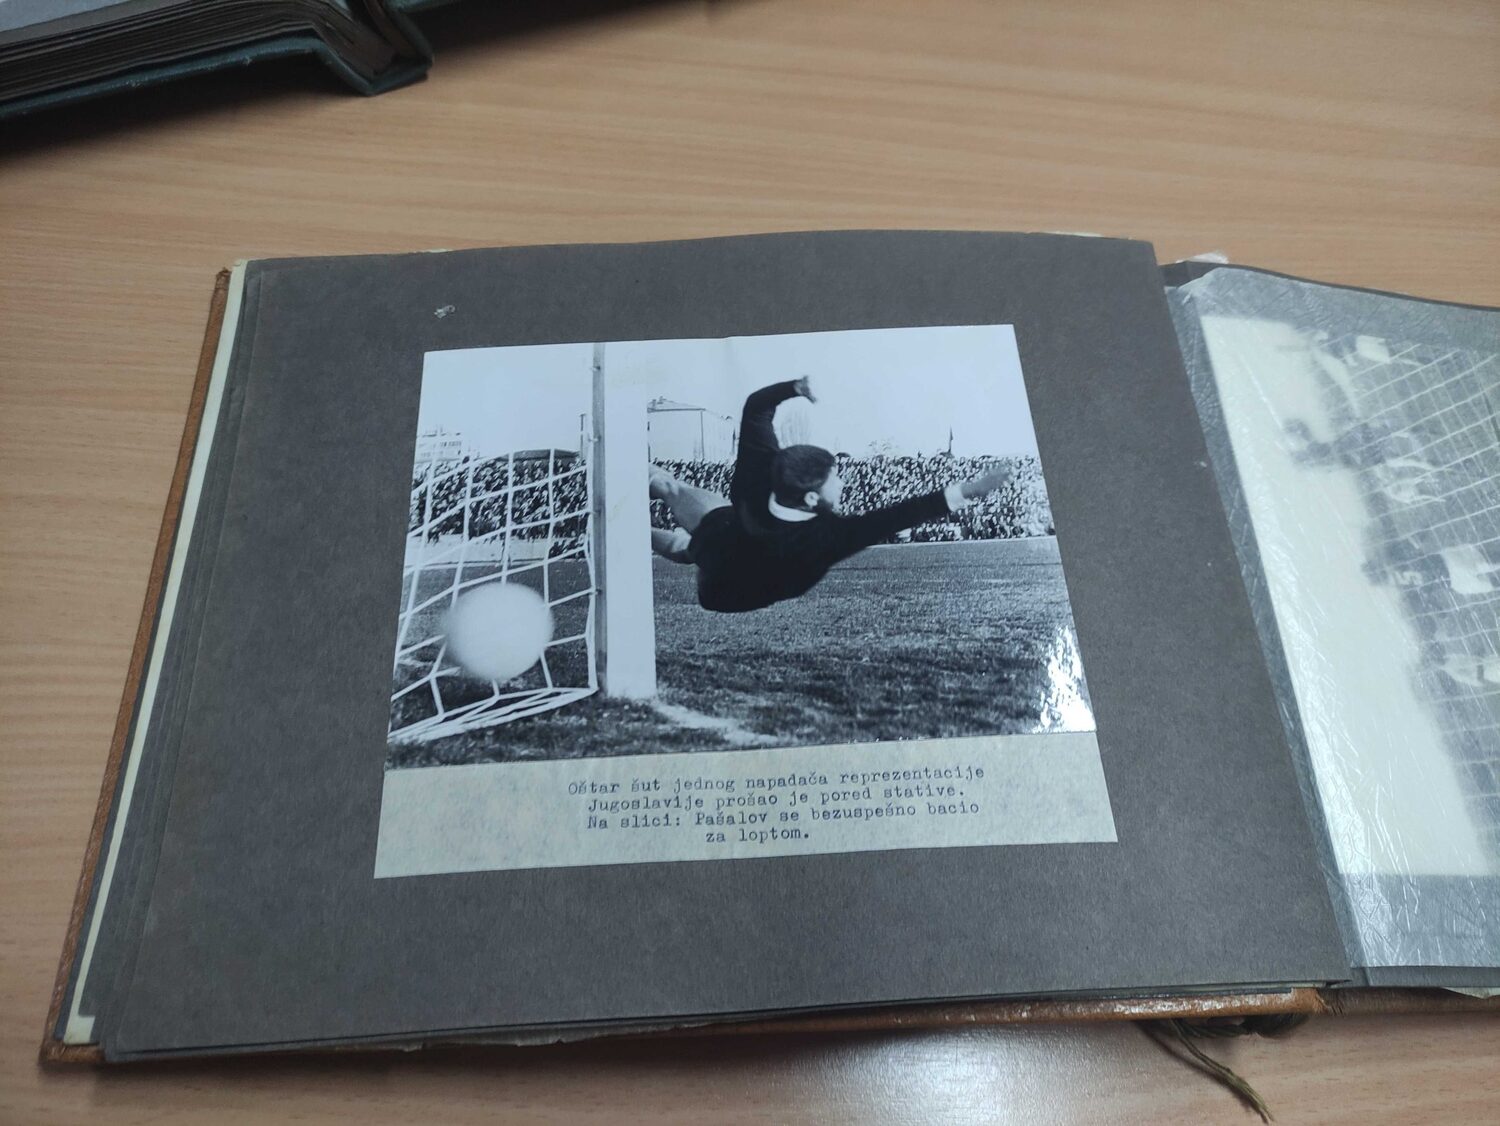 Oštar šut jednog napadača reprezentacije
Jugoslavije prošao je pored stative.
Na slici: Pašalov se bezuspešno bacio
za loptom.